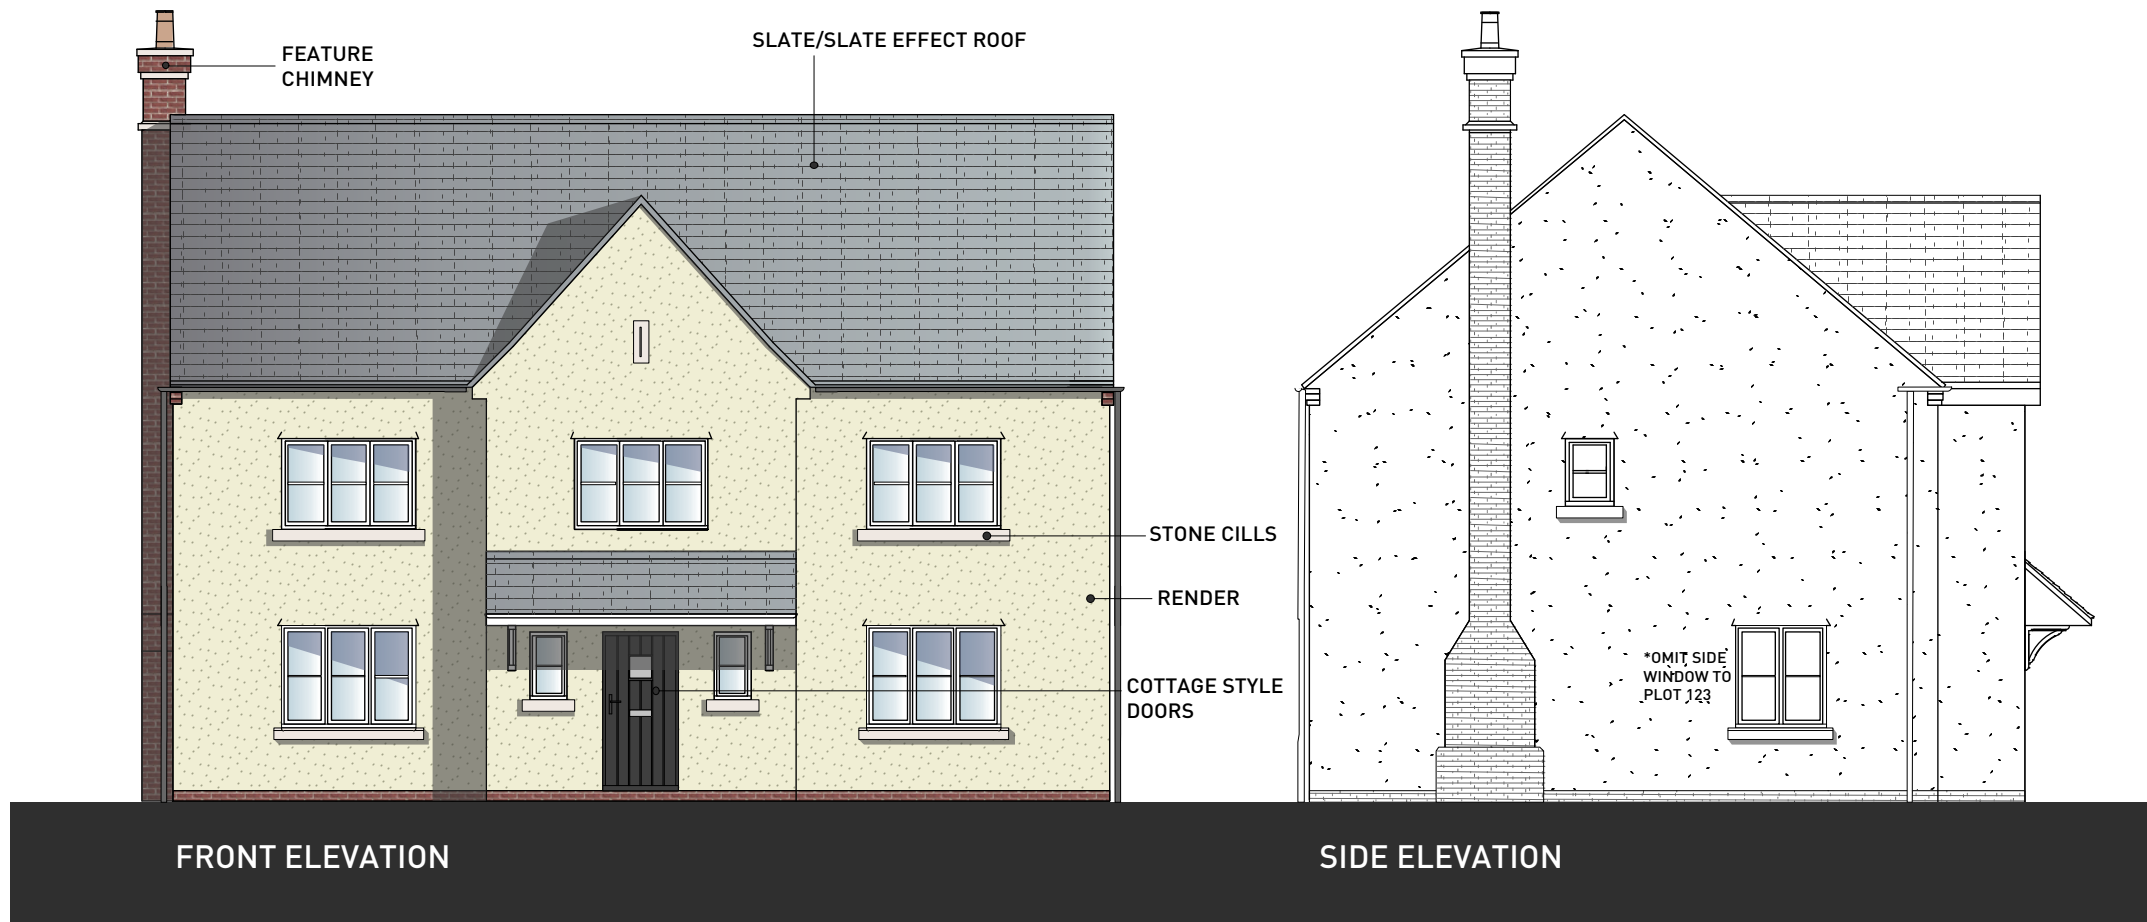 FEATURE
CHIMNEY
SLATE/SLATE EFFECT ROOF
STONE CILLS
RENDER
COTTAGE STYLE
DOORS
*OMIT SIDE
WINDOW TO
PLOT 123
FRONT ELEVATION
SIDE ELEVATION